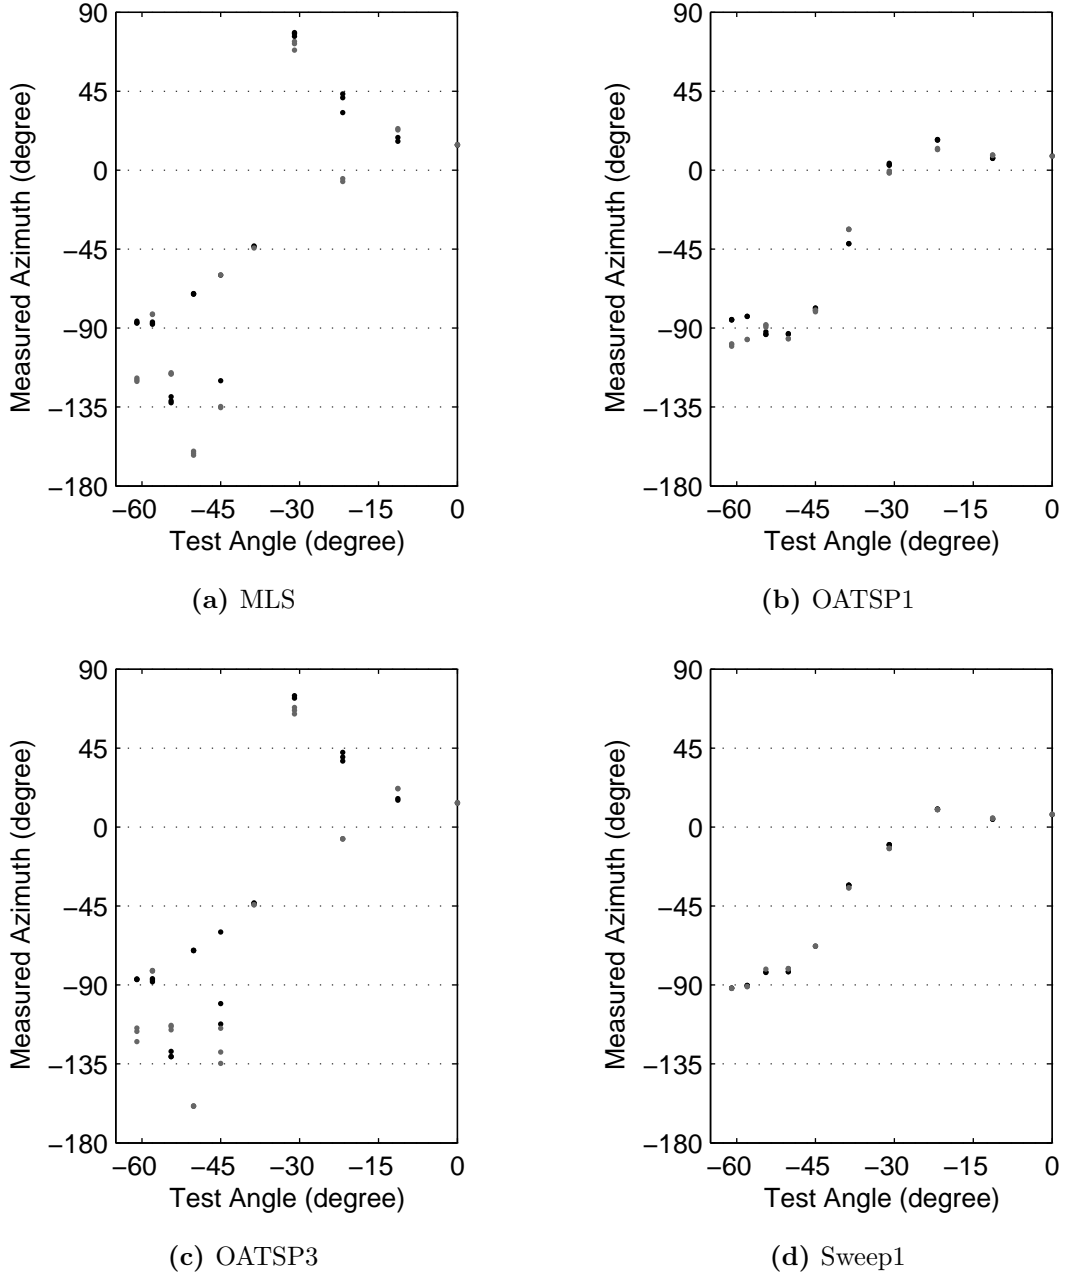 90
45
0
−45
−90
−135
−180
Measured Azimuth (degree)
−60 −45 −30 −15 0
Test Angle (degree)
(a) MLS
90
45
0
−45
−90
−135
−180
Measured Azimuth (degree)
−60 −45 −30 −15 0
Test Angle (degree)
(b) OATSP1
90
45
0
−45
−90
−135
−180
Measured Azimuth (degree)
−60 −45 −30 −15 0
Test Angle (degree)
(c) OATSP3
90
45
0
−45
−90
−135
−180
Measured Azimuth (degree)
−60 −45 −30 −15 0
Test Angle (degree)
(d) Sweep1